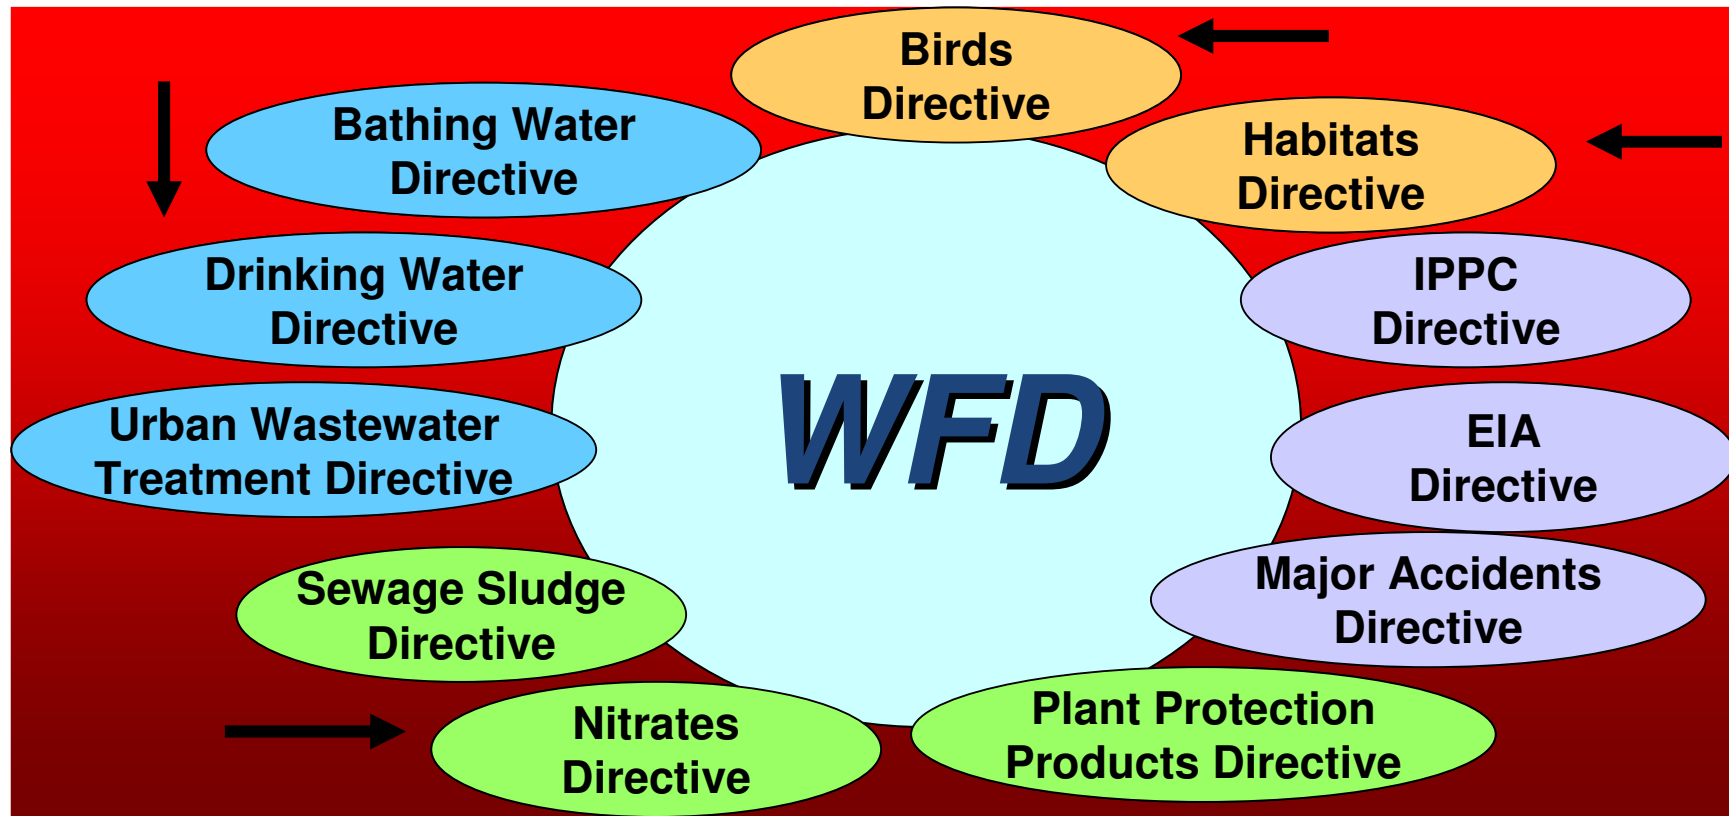 Birds
Directive
Bathing Water
Directive
Habitats
Directive
Drinking Water
Directive
IPPC
Directive
WFD
Urban Wastewater
Treatment Directive
EIA
Directive
Sewage Sludge
Directive
Major Accidents
Directive
Nitrates
Directive
Plant Protection
Products Directive